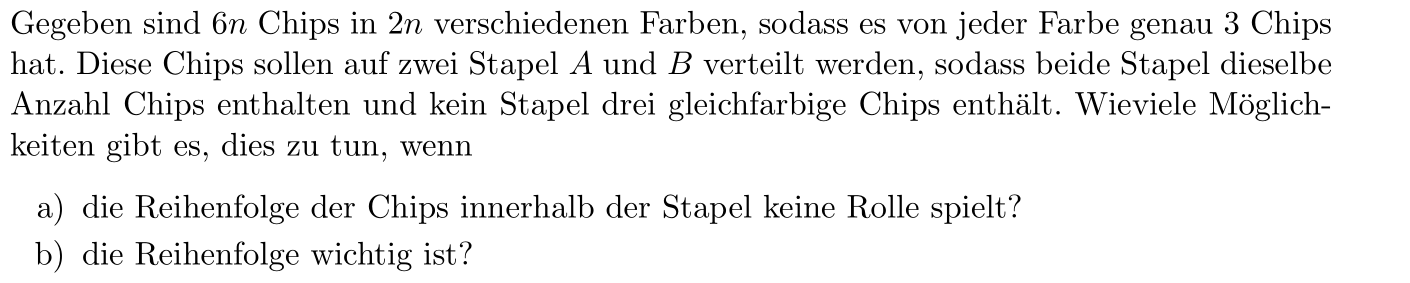 Gegeben sind 6n Chips in 2n verschiedenen Farben, sodass es von jeder Farbe genau 3 Chips
hat. Diese Chips sollen auf zwei Stapel A und B verteilt werden, sodass beide Stapel dieselbe
Anzahl Chips enthalten und kein Stapel drei gleichfarbige Chips enthält. Wieviele Möglich-
keiten gibt es, dies zu tun, wenn
a) die Reihenfolge der Chips innerhalb der Stapel keine Rolle spielt?
b) die Reihenfolge wichtig ist?